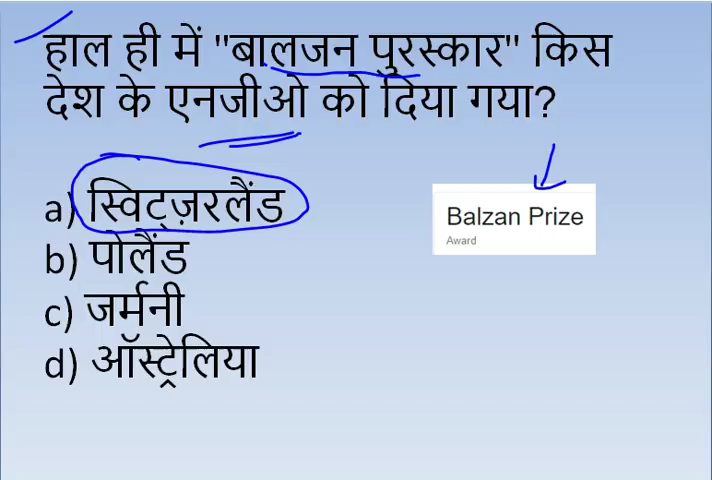 हाल ही में "बालजन पुरस्कार" किस
देश के एनजीओ को दिया गया?
a) स्विट्ज़रलैंड
b) पोलैंड
c) जर्मनी
d) ऑस्ट्रेलिया
Balzan Prize
Award